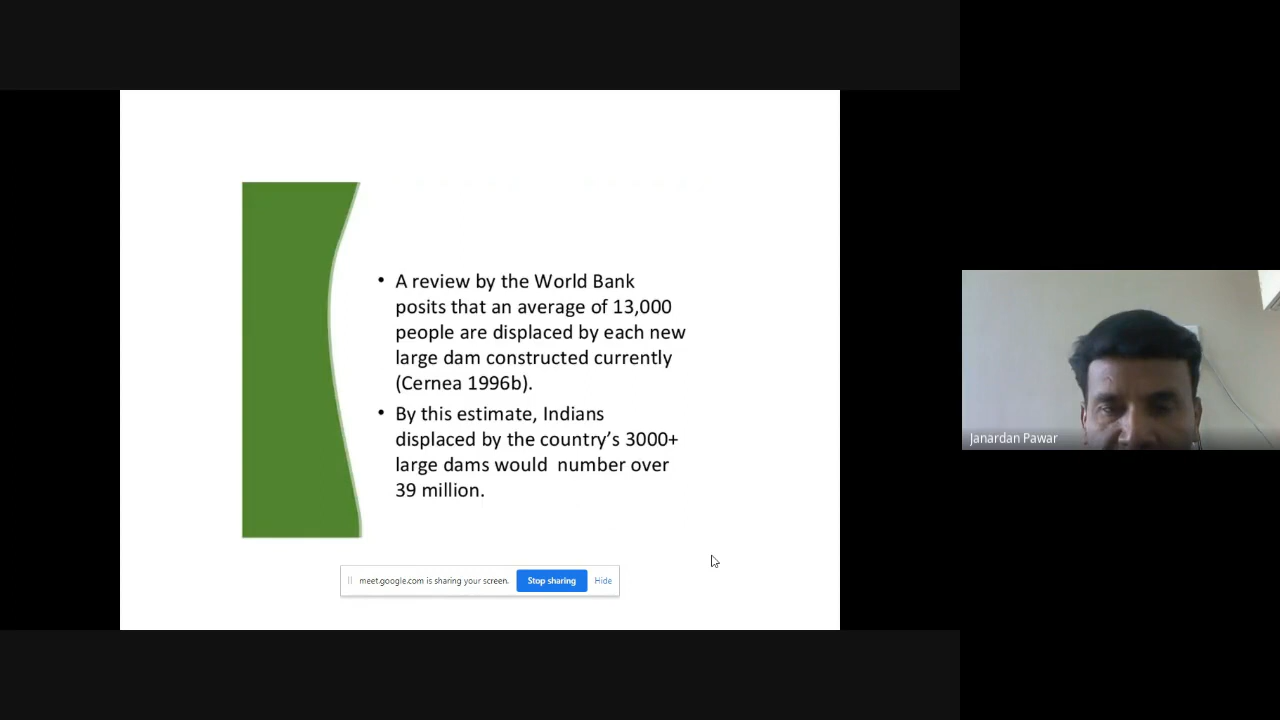 • A review by the World Bank
posits that an average of 13,000
people are displaced by each new
large dam constructed currently
(Cernea 1996b).
• By this estimate, Indians
displaced by the country's 3000+
large dams would number over
39 million.
meet.google.com is sharing your screen.
Stop sharing
Hide
Janardan Pawar